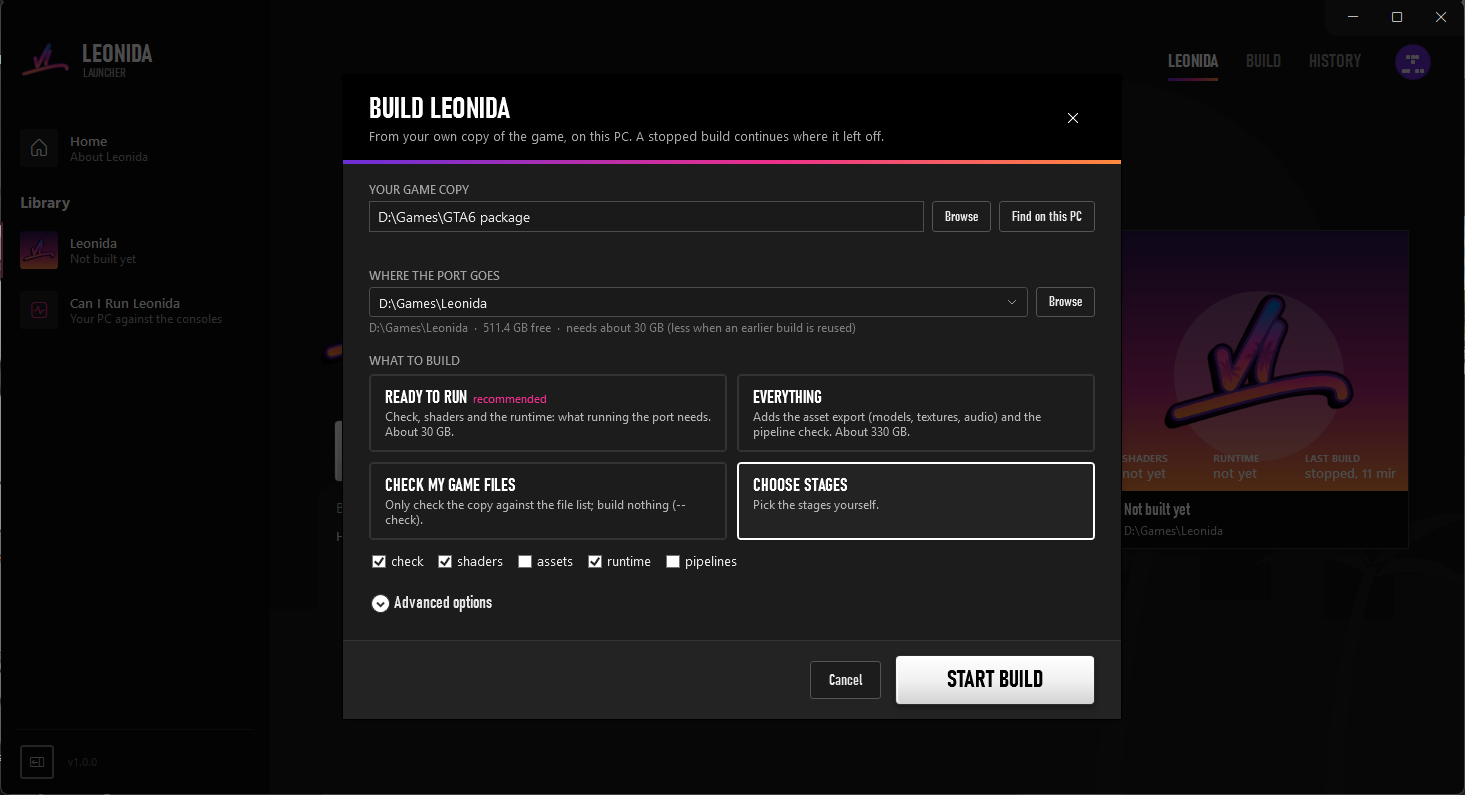 LEONIDA
LAUNCHER
LEONIDA
BUILD
HISTORY
Home
About Leonida
Library
Leonida
Not built yet
Can I Run Leonida
Your PC against the consoles
v1.0.0
BUILD LEONIDA
From your own copy of the game, on this PC. A stopped build continues where it left off.
YOUR GAME COPY
D:\Games\GTA6 package
Browse
Find on this PC
WHERE THE PORT GOES
D:\Games\Leonida
Browse
D:\Games\Leonida · 511.4 GB free · needs about 30 GB (less when an earlier build is reused)
WHAT TO BUILD
READY TO RUN recommended
Check, shaders and the runtime: what running the port needs.
About 30 GB.
EVERYTHING
Adds the asset export (models, textures, audio) and the
pipeline check. About 330 GB.
CHECK MY GAME FILES
Only check the copy against the file list; build nothing (--
check).
CHOOSE STAGES
Pick the stages yourself.
check
shaders
assets
runtime
pipelines
Advanced options
Cancel
START BUILD
VI
SHADERS
not yet
RUNTIME
not yet
LAST BUILD
stopped, 11 mir
Not built yet
D:\Games\Leonida